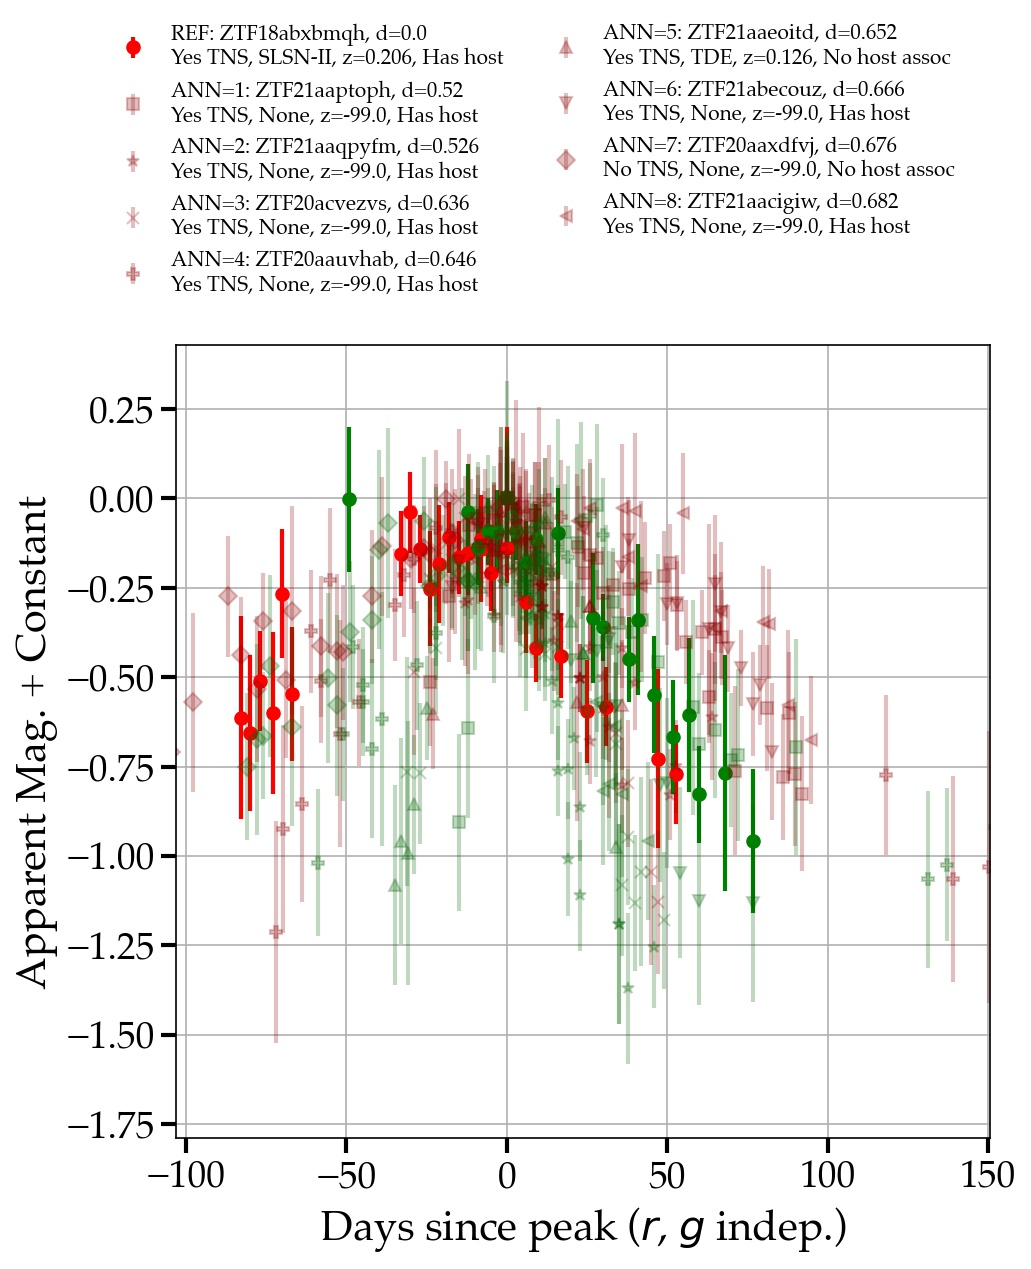 REF: ZTF18abxbmqh, d=0.0
Yes TNS, SLSN-II, z=0.206, Has host
ANN=1: ZTF21aaptoph, d=0.52
Yes TNS, None, z=-99.0, Has host
ANN=2: ZTF21aaqpyfm, d=0.526
Yes TNS, None, z=-99.0, Has host
ANN=3: ZTF20acvezvs, d=0.636
Yes TNS, None, z=-99.0, Has host
ANN=4: ZTF20aauvhab, d=0.646
Yes TNS, None, z=-99.0, Has host
ANN=5: ZTF21aaeoitd, d=0.652
Yes TNS, TDE, z=0.126, No host assoc
ANN=6: ZTF21abecouz, d=0.666
Yes TNS, None, z=-99.0, Has host
ANN=7: ZTF20aaxdfvj, d=0.676
No TNS, None, z=-99.0, No host assoc
ANN=8: ZTF21aacigiw, d=0.682
Yes TNS, None, z=-99.0, Has host
Apparent Mag. + Constant
0.25
0.00
−0.25
−0.50
−0.75
−1.00
−1.25
−1.50
−1.75
−100 −50 0 50 100 150
Days since peak (r, g indep.)